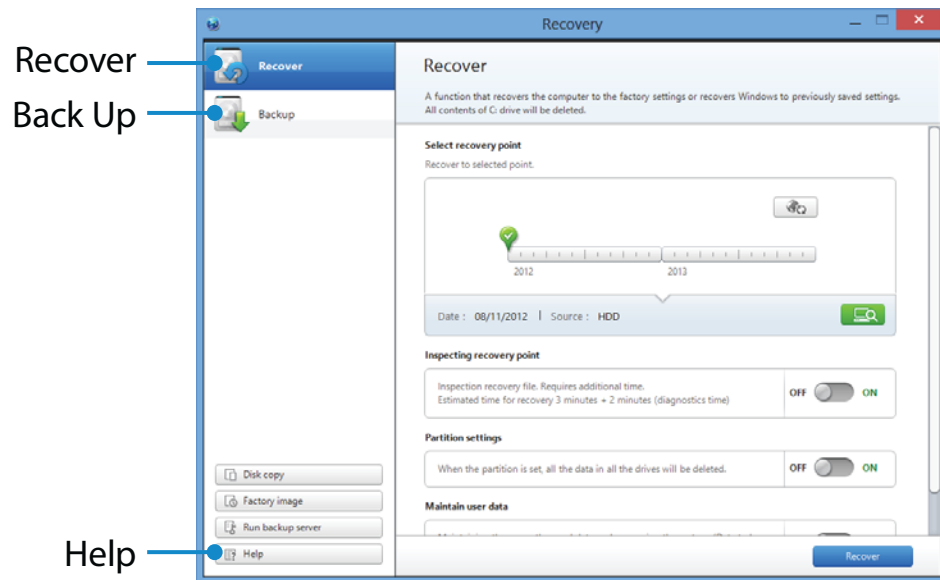 Recovery
Recover
Back Up
Help
Recover
Backup
Disk copy
Factory image
Run backup server
Help
Recover
A function that recovers the computer to the factory settings or recovers Windows to previously saved settings.
All contents of C: drive will be deleted.
Select recovery point
Recover to selected point.
2012 2013
Date : 08/11/2012 | Source : HDD
Inspecting recovery point
Inspection recovery file. Requires additional time.
Estimated time for recovery 3 minutes + 2 minutes (diagnostics time)
OFF ON
Partition settings
When the partition is set, all the data in all the drives will be deleted.
OFF ON
Maintain user data
Recover